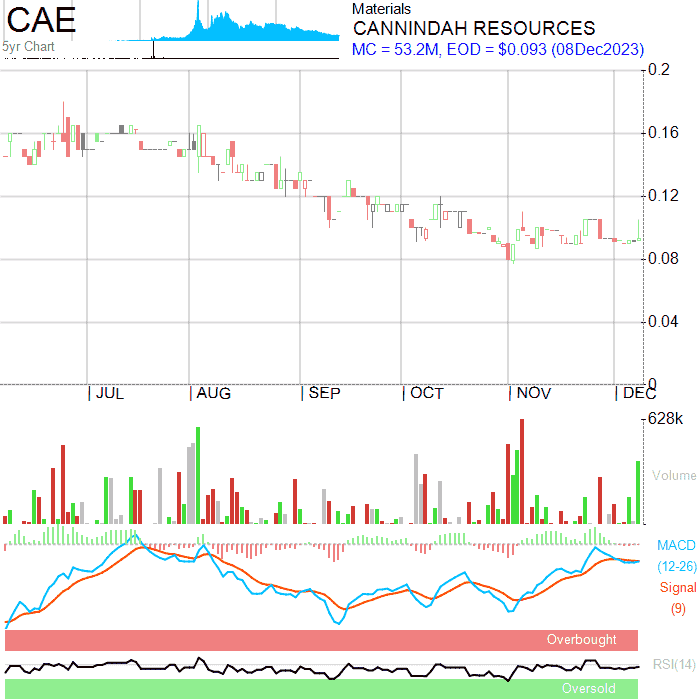 CAE
5yr Chart
Materials
CANNINDAH RESOURCES
MC = 53.2M, EOD = $0.093 (08Dec2023)
0.2
0.16
0.12
0.08
0.04
0
JUL AUG SEP OCT NOV DEC
628k
Volume
MACD
(12-26)
Signal
(9)
Overbought
RSI(14)
Oversold